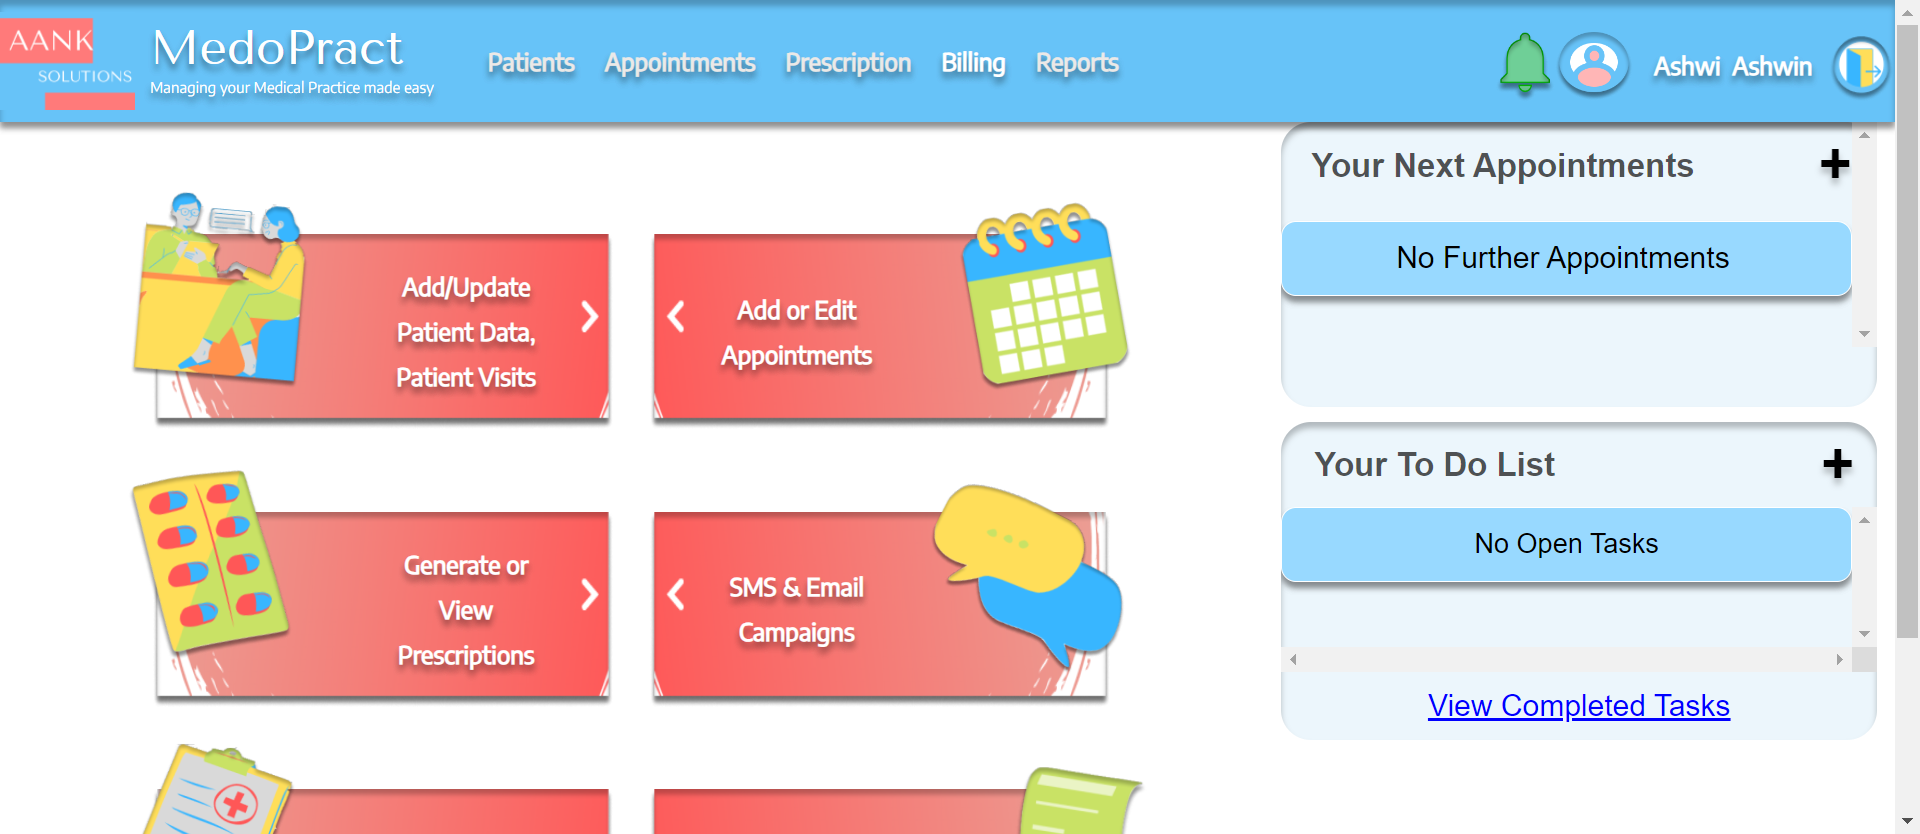 AANK
SOLUTIONS
MedoPract
Managing your Medical Practice made easy
Patients
Appointments
Prescription
Billing
Reports
Ashwi Ashwin
Add/Update
Patient Data,
Patient Visits
Add or Edit
Appointments
Generate or
View
Prescriptions
SMS & Email
Campaigns
Your Next Appointments
No Further Appointments
Your To Do List
No Open Tasks
View Completed Tasks